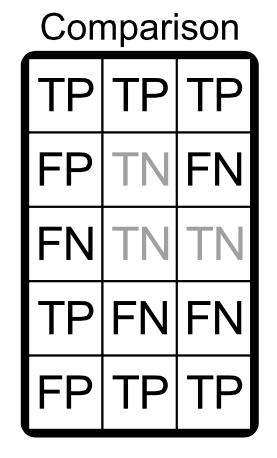 Comparison
TP TP TP
FP TN FN
FN TN TN
TP FN FN
FP TP TP